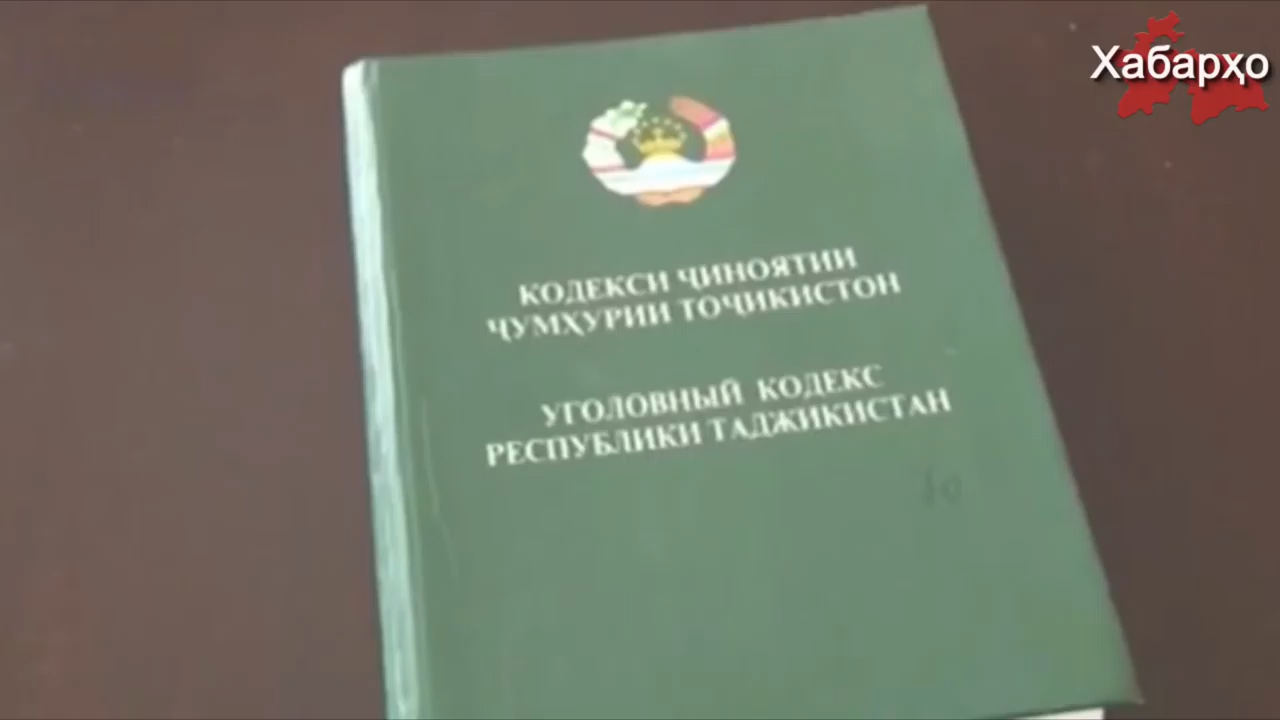 Хабарҳо
КОДЕКСИ ҶИНОЯТИИ
ҶУМҲУРИИ ТОҶИКИСТОН
УГОЛОВНЫЙ КОДЕКС
РЕСПУБЛИКИ ТАДЖИКИСТАН